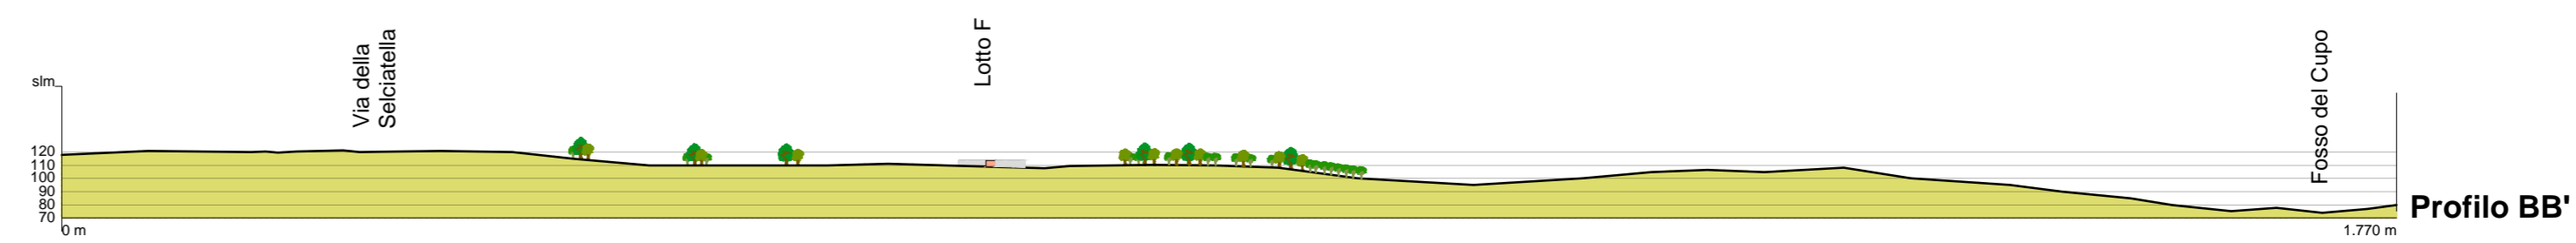 Via della
Selciatella
Lotto F
Fosso del Cupo
slm
120
110
100
90
80
70
0 m
1.770 m
Profilo BB'